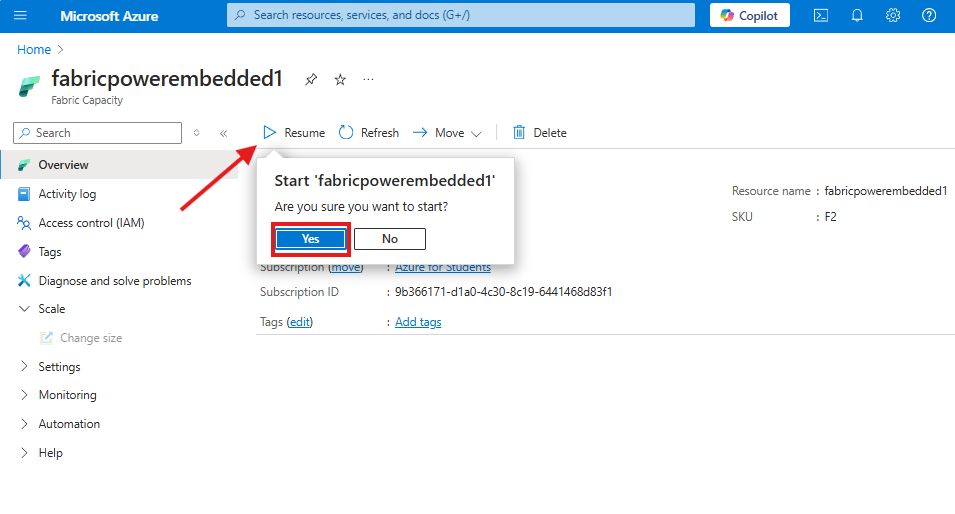 Microsoft Azure
Search resources, services, and docs (G+/)
Copilot
Home
fabricpowerembedded1
Fabric Capacity
Search
Resume
Refresh
Move
Delete
Overview
Activity log
Access control (IAM)
Tags
Diagnose and solve problems
Scale
Change size
Settings
Monitoring
Automation
Help
Start 'fabricpowerembedded1'
Are you sure you want to start?
Yes No
Resource name : fabricpowerembedded1
SKU : F2
Subscription (move) : Azure for Students
Subscription ID : 9b366171-d1a0-4c30-8c19-6441468d83f1
Tags (edit) : Add tags